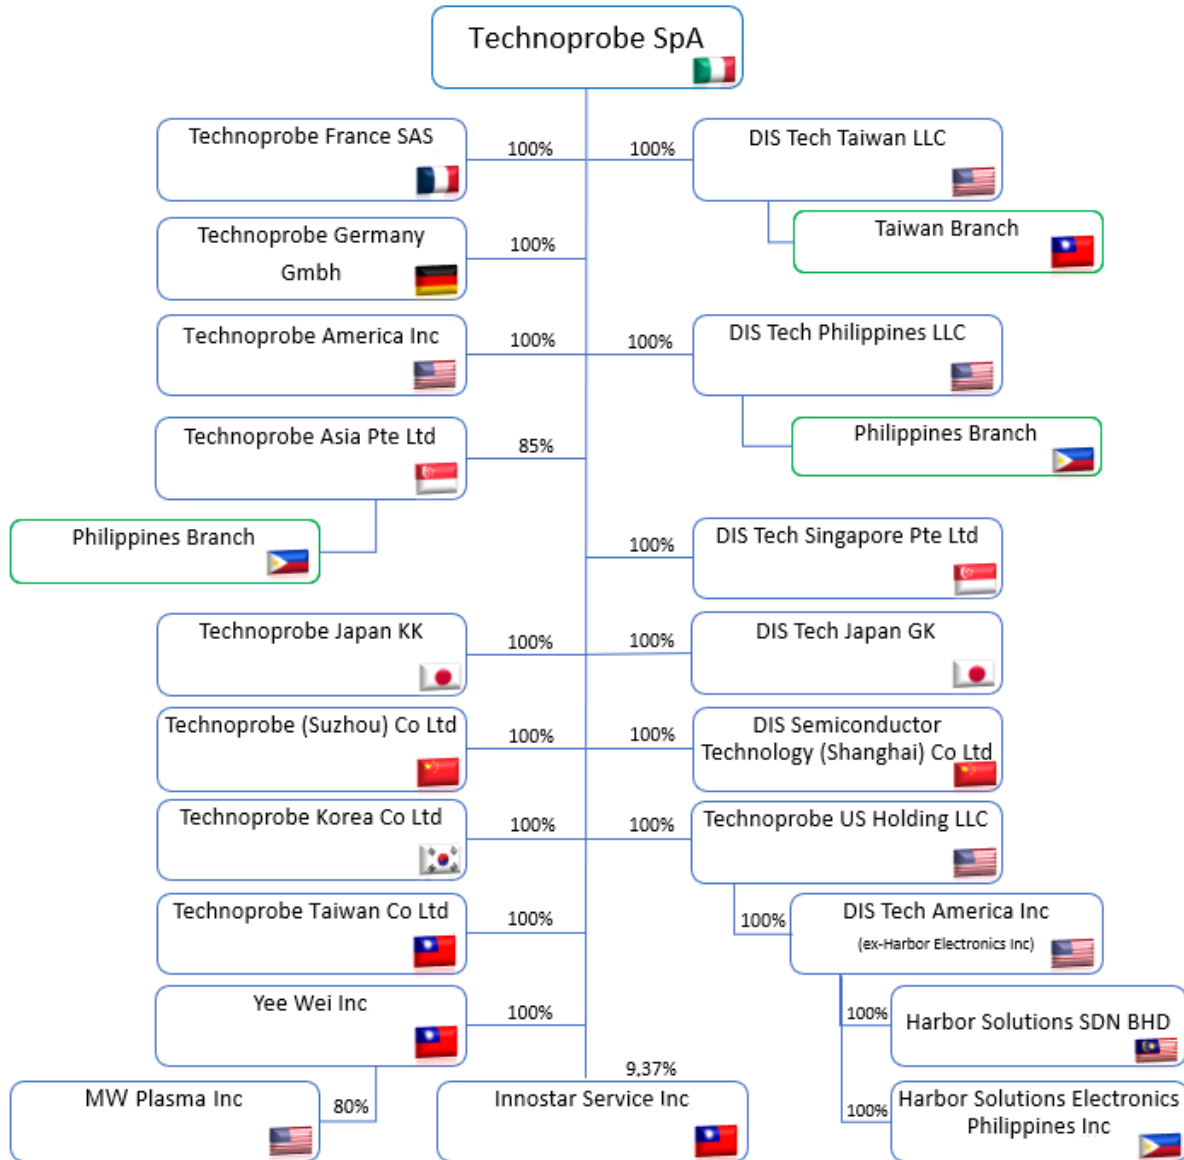 Technoprobe SpA
Technoprobe France SAS
100%
100%
DIS Tech Taiwan LLC
Taiwan Branch
Technoprobe Germany
Gmbh
100%
Technoprobe America Inc
100%
100%
DIS Tech Philippines LLC
Philippines Branch
Technoprobe Asia Pte Ltd
85%
Philippines Branch
100%
DIS Tech Singapore Pte Ltd
Technoprobe Japan KK
100%
100%
DIS Tech Japan GK
Technoprobe (Suzhou) Co Ltd
100%
100%
DIS Semiconductor
Technology (Shanghai) Co Ltd
Technoprobe Korea Co Ltd
100%
100%
Technoprobe US Holding LLC
Technoprobe Taiwan Co Ltd
100%
100%
DIS Tech America Inc
(ex-Harbor Electronics Inc)
Yee Wei Inc
100%
100%
Harbor Solutions SDN BHD
MW Plasma Inc
80%
9,37%
Innostar Service Inc
100%
Harbor Solutions Electronics
Philippines Inc